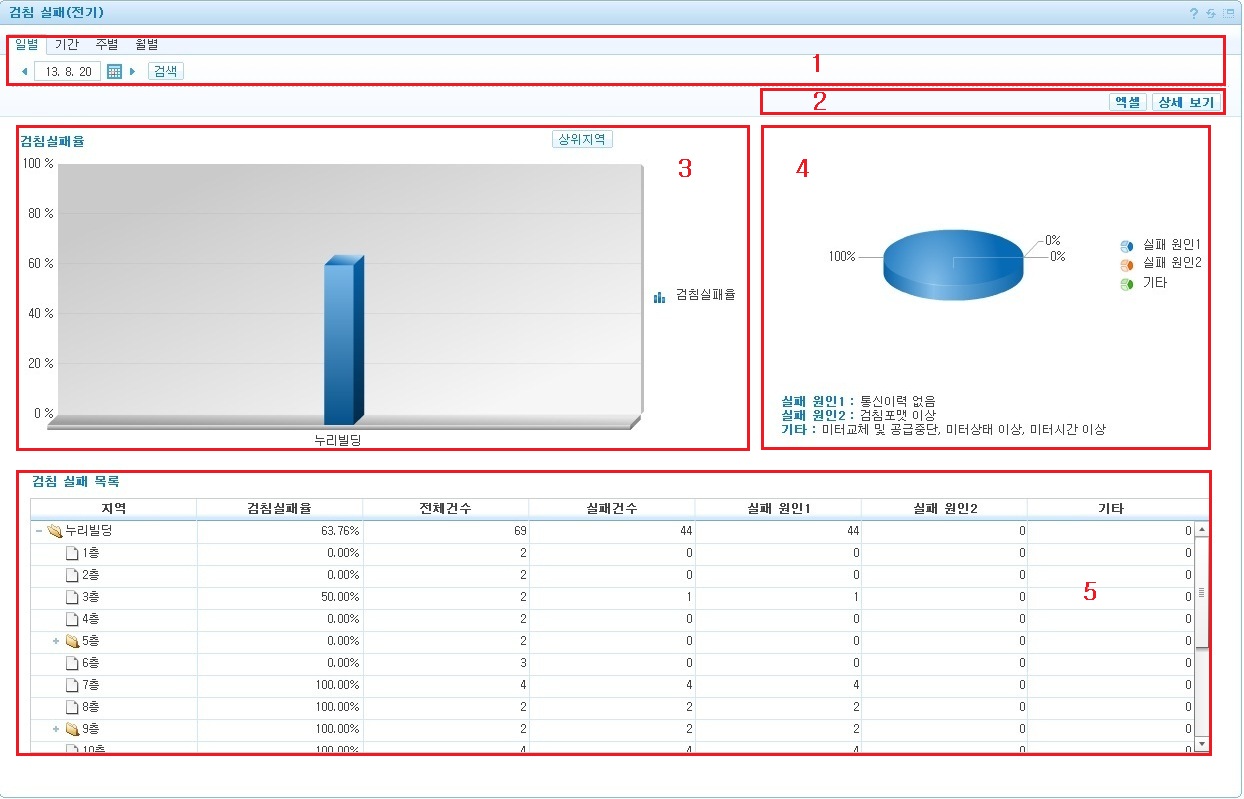 검침 실패(전기)
일별 기간 주별 월별
13. 8. 20 검색
1
2
엑셀 상세 보기
검침실패율 상위지역
3
4
100 %
80 %
60 %
40 %
20 %
0 %
누리빌딩
검침실패율
100%
0%
0%
실패 원인1
실패 원인2
기타
실패 원인1 : 통신이력 없음
실패 원인2 : 검침포맷 이상
기타 : 미터교체 및 공급중단, 미터상태 이상, 미터시간 이상
검침 실패 목록
지역 검침실패율 전체건수 실패건수 실패 원인1 실패 원인2 기타
누리빌딩 63.76% 69 44 44 0 0
1층 0.00% 2 0 0 0 0
2층 0.00% 2 0 0 0 0
3층 50.00% 2 1 1 0 0
5
4층 0.00% 2 0 0 0 0
5층 0.00% 2 0 0 0 0
6층 0.00% 3 0 0 0 0
7층 100.00% 4 4 4 0 0
8층 100.00% 2 2 2 0 0
9층 100.00% 2 2 2 0 0
10층 100.00% 4 4 4 0 0